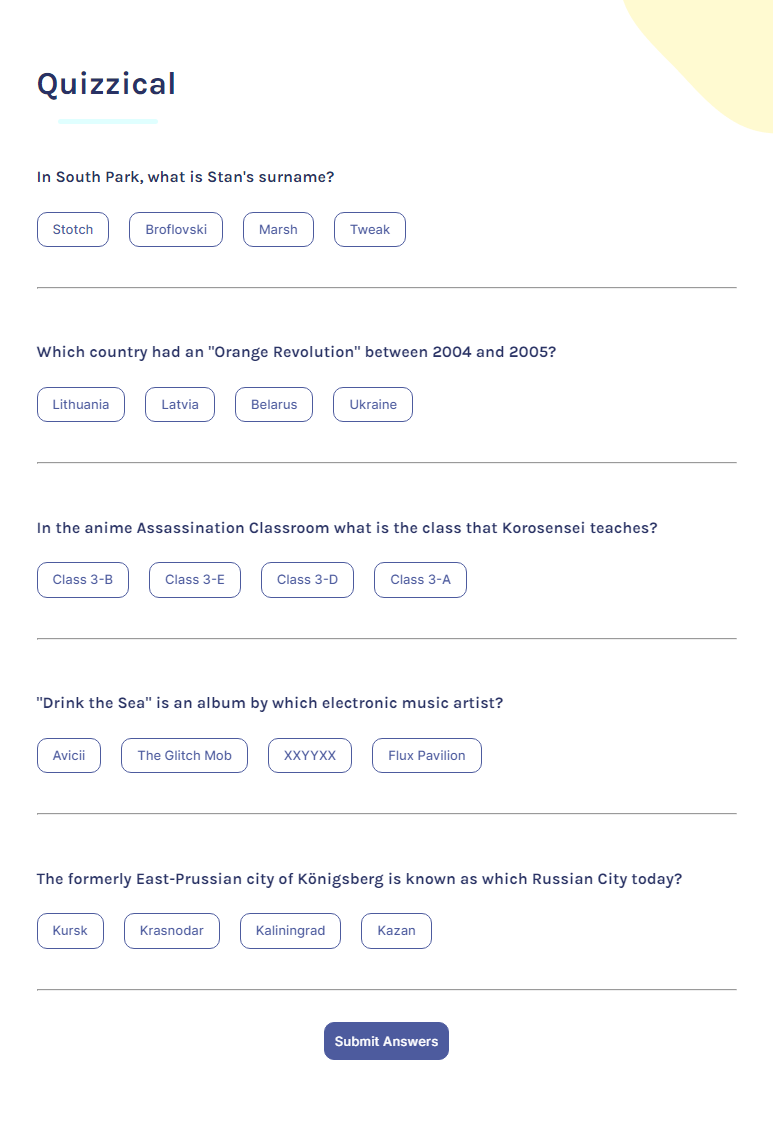 Quizzical
In South Park, what is Stan's surname?
Stotch Broflovski Marsh Tweak
Which country had an "Orange Revolution" between 2004 and 2005?
Lithuania Latvia Belarus Ukraine
In the anime Assassination Classroom what is the class that Korosensei teaches?
Class 3-B Class 3-E Class 3-D Class 3-A
"Drink the Sea" is an album by which electronic music artist?
Avicii The Glitch Mob XXYYXX Flux Pavilion
The formerly East-Prussian city of Königsberg is known as which Russian City today?
Kursk Krasnodar Kaliningrad Kazan
Submit Answers